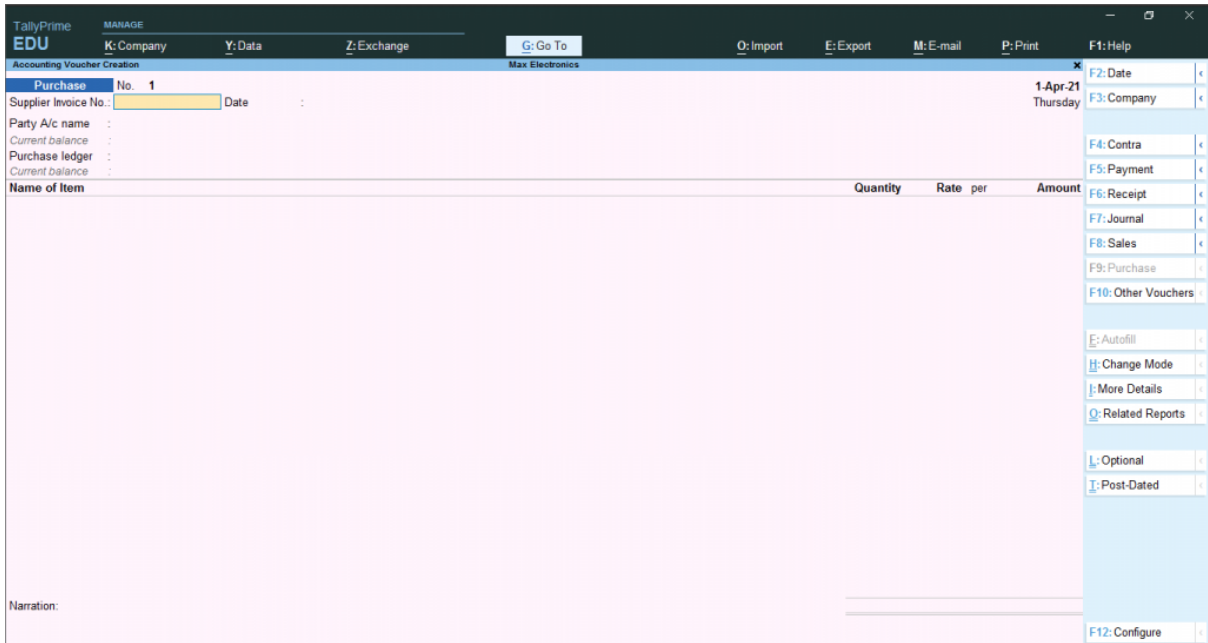 TallyPrime MANAGE
EDU K: Company Y: Data Z: Exchange G: Go To O: Import E: Export M: E-mail P: Print F1: Help
Accounting Voucher Creation Max Electronics
Purchase No. 1 1-Apr-21
Supplier Invoice No.: Date : Thursday
Party A/c name :
Current balance :
Purchase ledger :
Current balance :
Name of Item Quantity Rate per Amount
Narration:
F2: Date
F3: Company
F4: Contra
F5: Payment
F6: Receipt
F7: Journal
F8: Sales
F9: Purchase
F10: Other Vouchers
E: Autofill
H: Change Mode
I: More Details
O: Related Reports
L: Optional
T: Post-Dated
F12: Configure